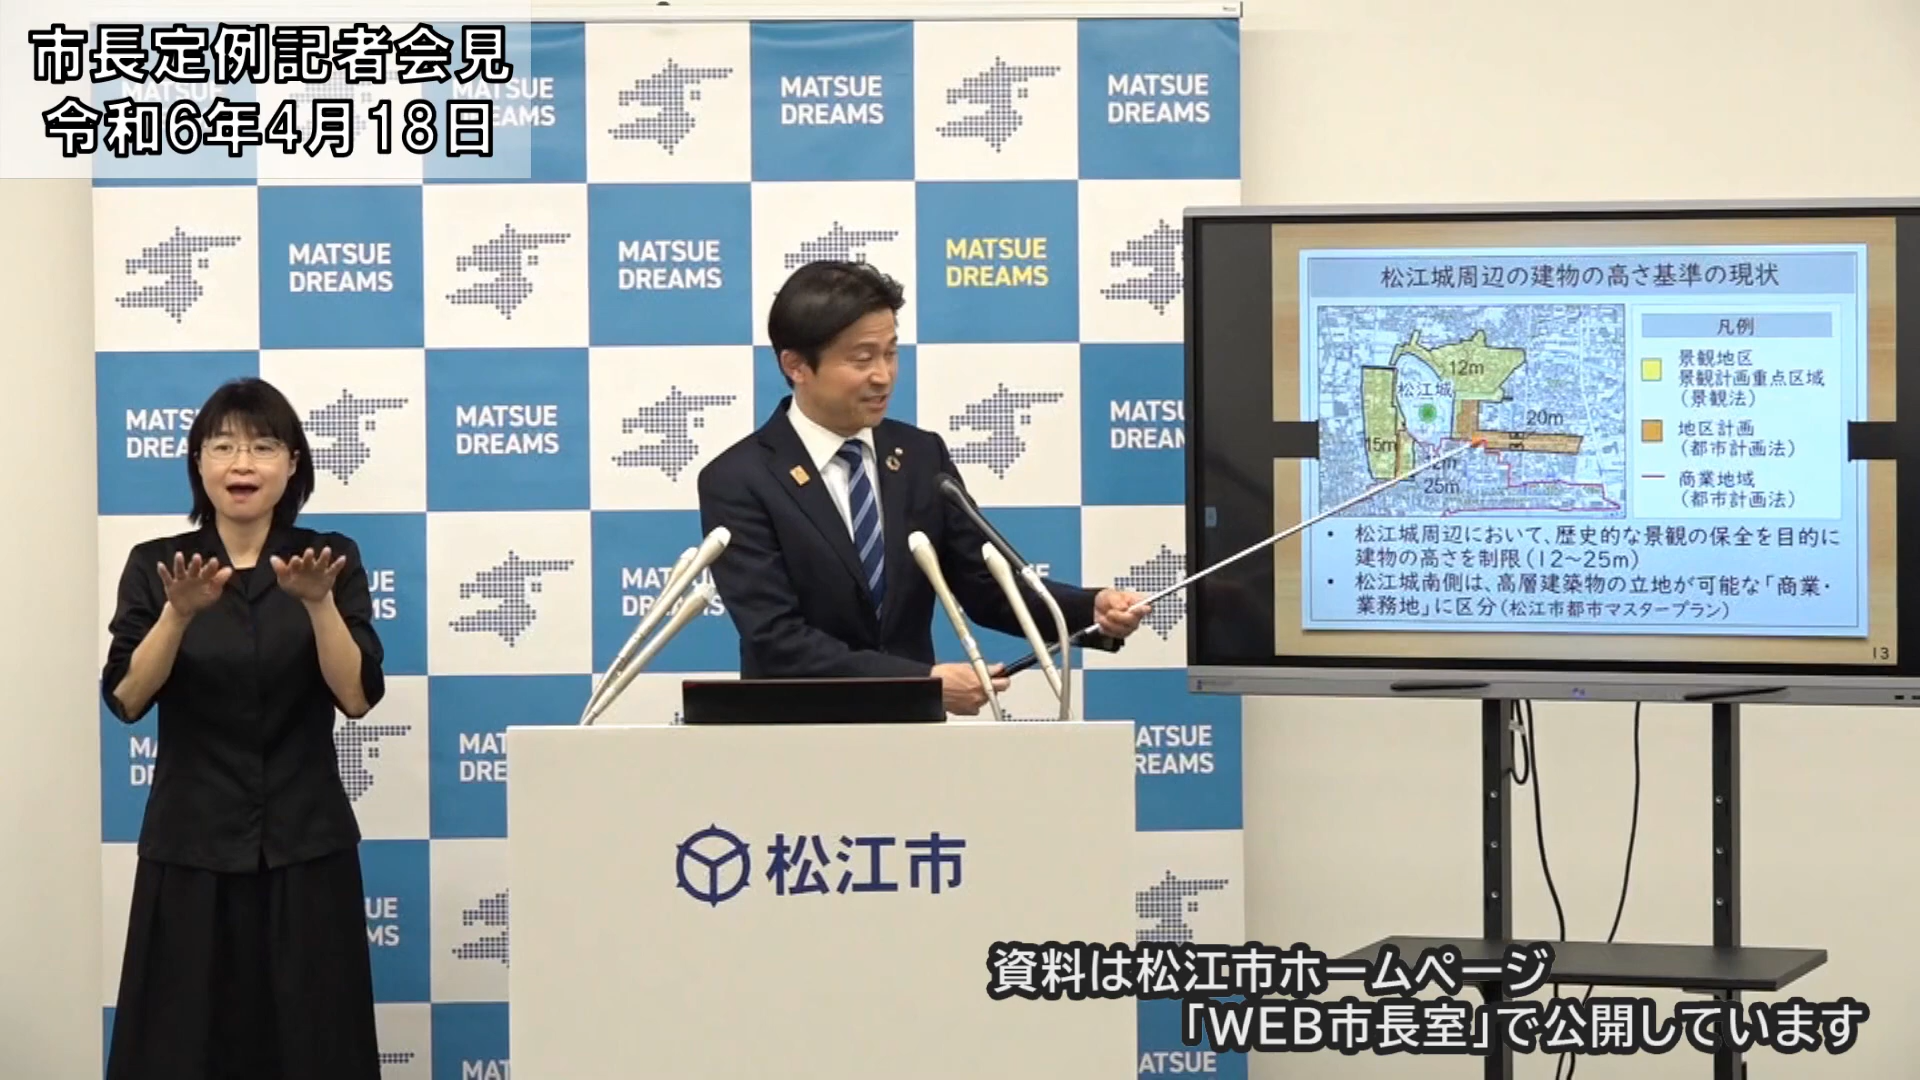 市長定例記者会見
令和6年4月18日
MATSUE
DREAMS
MATSUE
DREAMS
MATSUE
DREAMS
MATSUE
DREAMS
MATSUE
DREAMS
MATSUE
DREAMS
MATSUE
DREAMS
松江城周辺の建物の高さ基準の現状
12m
松江城
20m
15m
12m
25m
凡例
景観地区
景観計画重点区域
(景観法)
地区計画
(都市計画法)
商業地域
(都市計画法)
• 松江城周辺において、歴史的な景観の保全を目的に
建物の高さを制限(12~25m)
• 松江城南側は、高層建築物の立地が可能な「商業・
業務地」に区分(松江市都市マスタープラン)
13
松江市
資料は松江市ホームページ
「WEB市長室」で公開しています